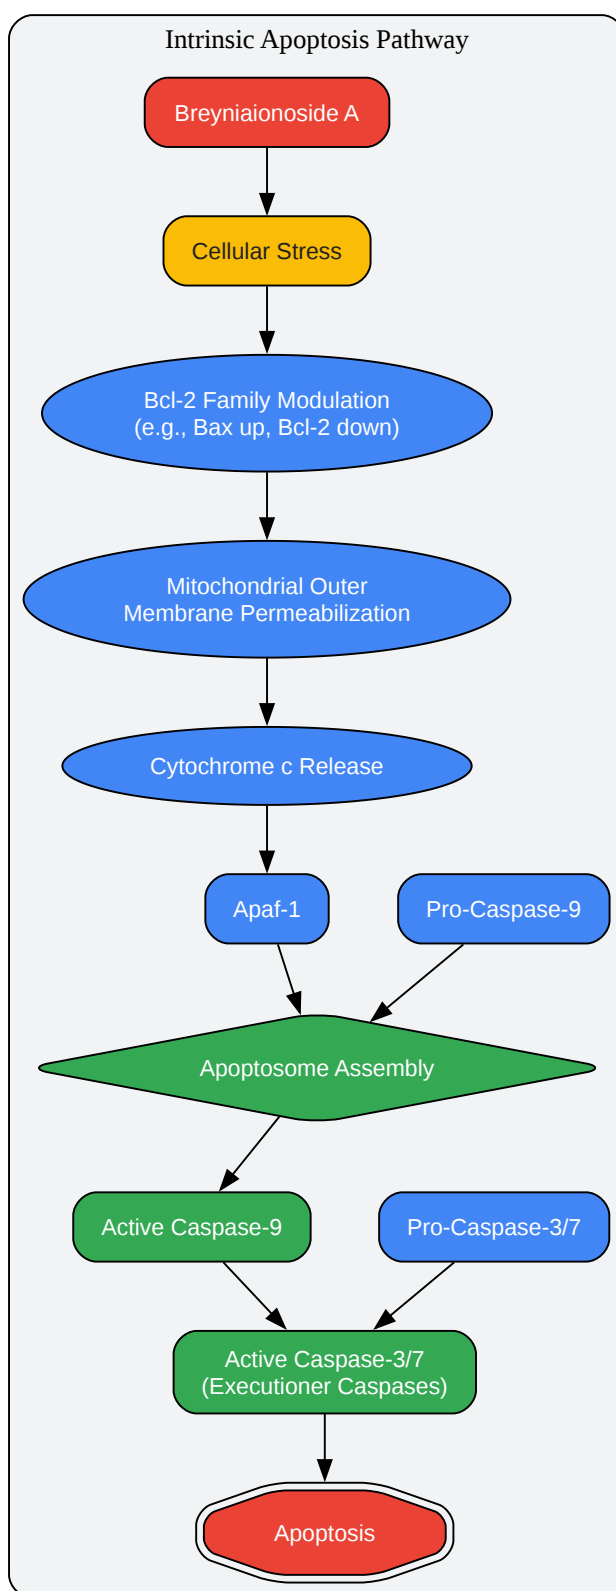 Intrinsic Apoptosis Pathway
Breyniaionoside A
Cellular Stress
Bcl-2 Family Modulation
(e.g., Bax up, Bcl-2 down)
Mitochondrial Outer
Membrane Permeabilization
Cytochrome c Release
Apaf-1
Pro-Caspase-9
Apoptosome Assembly
Active Caspase-9
Pro-Caspase-3/7
Active Caspase-3/7
(Executioner Caspases)
Apoptosis